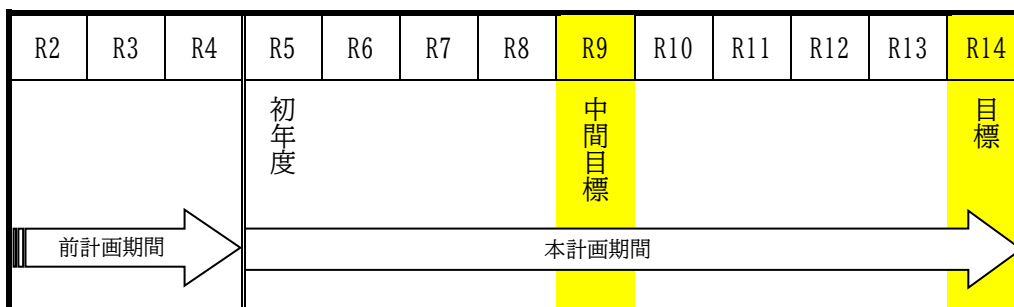 R2 R3 R4 R5 R6 R7 R8 R9 R10 R11 R12 R13 R14
初年度
中間目標
目標
前計画期間
本計画期間